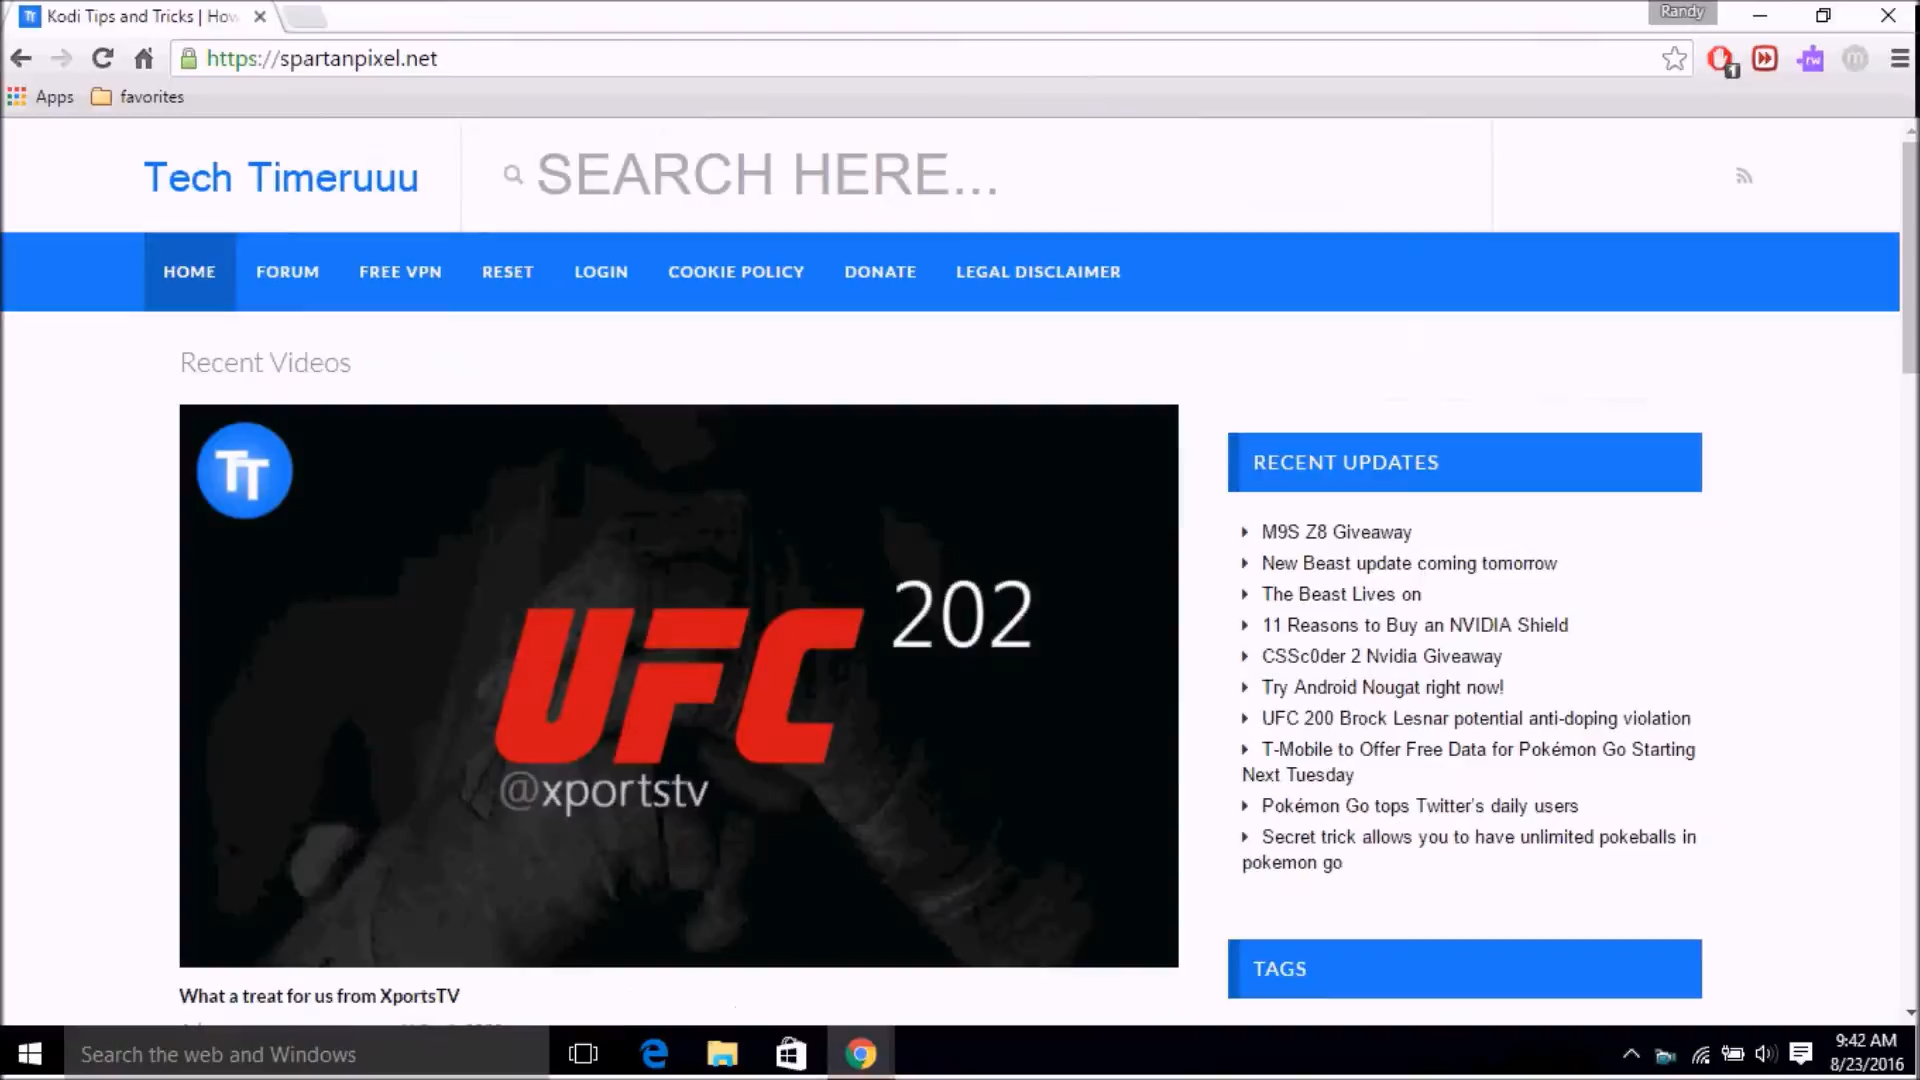 Kodi Tips and Tricks | How
Randy
https://spartanpixel.net
1
rw
m
Apps
favorites
Tech Timeruuu
SEARCH HERE...
HOME
FORUM
FREE VPN
RESET
LOGIN
COOKIE POLICY
DONATE
LEGAL DISCLAIMER
Recent Videos
TT
UFC 202
@xportstv
What a treat for us from XportsTV
RECENT UPDATES
M9S Z8 Giveaway
New Beast update coming tomorrow
The Beast Lives on
11 Reasons to Buy an NVIDIA Shield
CSSc0der 2 Nvidia Giveaway
Try Android Nougat right now!
UFC 200 Brock Lesnar potential anti-doping violation
T-Mobile to Offer Free Data for Pokémon Go Starting
Next Tuesday
Pokémon Go tops Twitter's daily users
Secret trick allows you to have unlimited pokeballs in
pokemon go
TAGS
Search the web and Windows
9:42 AM
8/23/2016